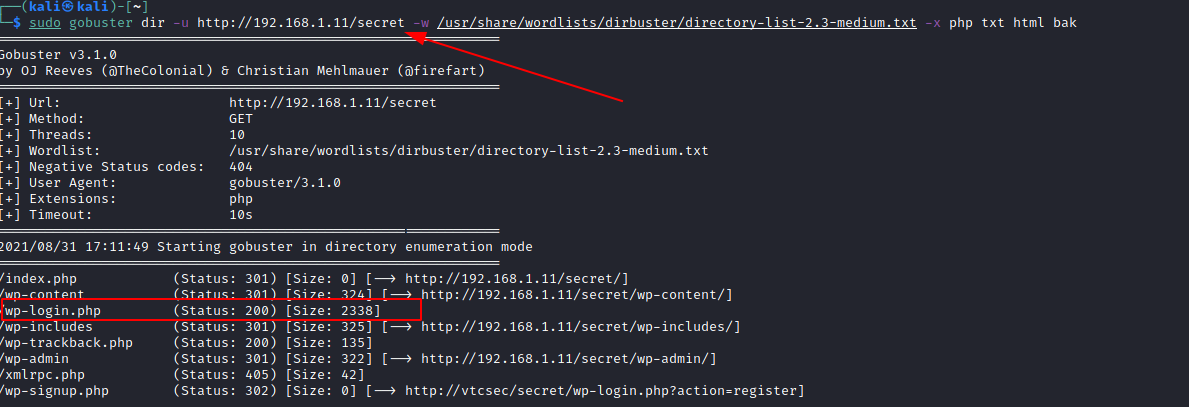 ┌──(kali㉿kali)-[~]
└─$ sudo gobuster dir -u http://192.168.1.11/secret -w /usr/share/wordlists/dirbuster/directory-list-2.3-medium.txt -x php txt html bak
===============================================================
Gobuster v3.1.0
by OJ Reeves (@TheColonial) & Christian Mehlmauer (@firefart)
===============================================================
[+] Url: http://192.168.1.11/secret
[+] Method: GET
[+] Threads: 10
[+] Wordlist: /usr/share/wordlists/dirbuster/directory-list-2.3-medium.txt
[+] Negative Status codes: 404
[+] User Agent: gobuster/3.1.0
[+] Extensions: php
[+] Timeout: 10s
===============================================================
2021/08/31 17:11:49 Starting gobuster in directory enumeration mode
===============================================================
/index.php (Status: 301) [Size: 0] [--> http://192.168.1.11/secret/]
/wp-content (Status: 301) [Size: 324] [--> http://192.168.1.11/secret/wp-content/]
/wp-login.php (Status: 200) [Size: 2338]
/wp-includes (Status: 301) [Size: 325] [--> http://192.168.1.11/secret/wp-includes/]
/wp-trackback.php (Status: 200) [Size: 135]
/wp-admin (Status: 301) [Size: 322] [--> http://192.168.1.11/secret/wp-admin/]
/xmlrpc.php (Status: 405) [Size: 42]
/wp-signup.php (Status: 302) [Size: 0] [--> http://vtcsec/secret/wp-login.php?action=register]